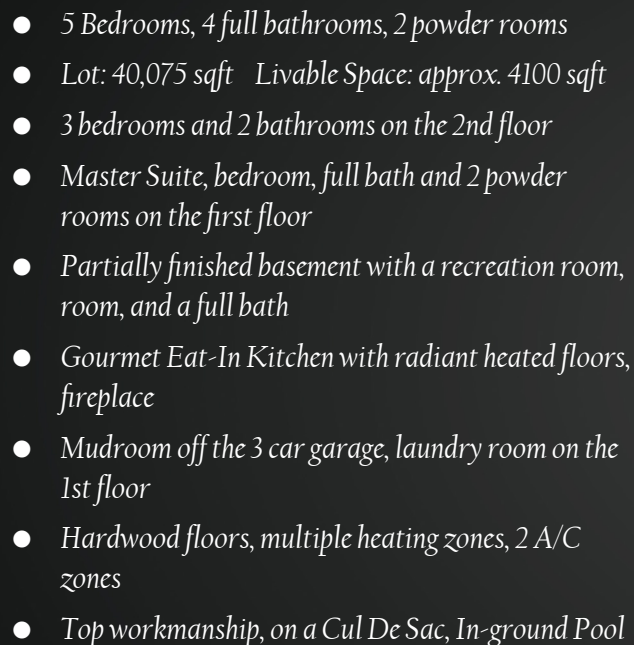 ● 5 Bedrooms, 4 full bathrooms, 2 powder rooms
● Lot: 40,075 sqft Livable Space: approx. 4100 sqft
● 3 bedrooms and 2 bathrooms on the 2nd floor
● Master Suite, bedroom, full bath and 2 powder
rooms on the first floor
● Partially finished basement with a recreation room,
room, and a full bath
● Gourmet Eat-In Kitchen with radiant heated floors,
fireplace
● Mudroom off the 3 car garage, laundry room on the
1st floor
● Hardwood floors, multiple heating zones, 2 A/C
zones
● Top workmanship, on a Cul De Sac, In-ground Pool